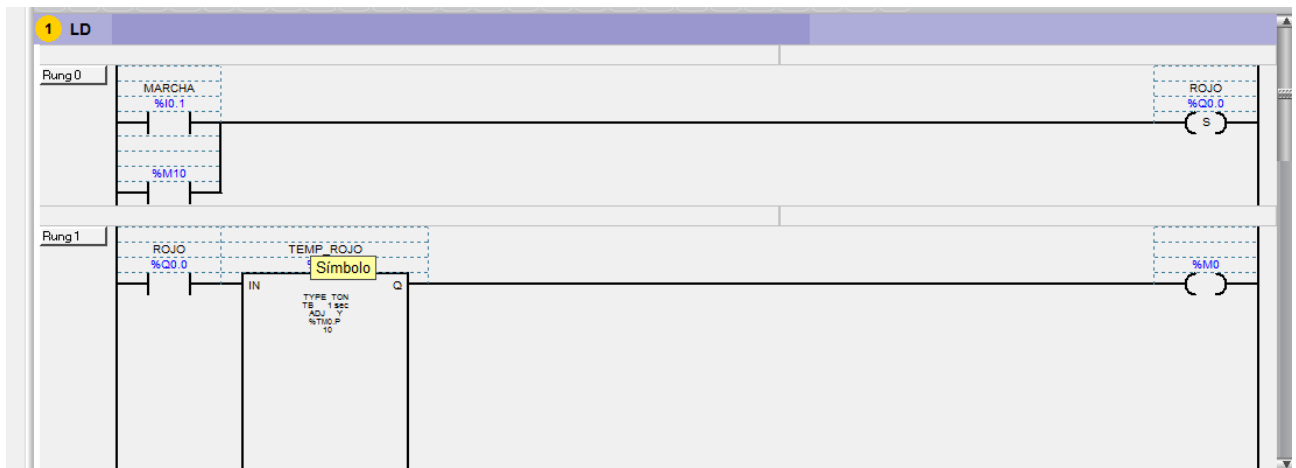 1 LD
Rung 0
MARCHA
%I0.1
ROJO
%Q0.0
S
%M10
Rung 1
ROJO
%Q0.0
TEMP_ROJO
Símbolo
IN
Q
TYPE TON
TB 1 sec
ADJ Y
%TM0.P
10
%M0